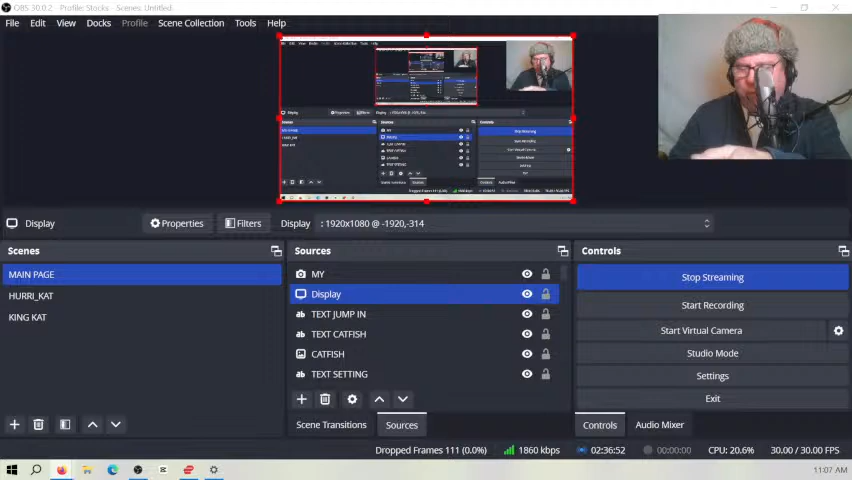 OBS 30.0.2 - Profile: Stocks - Scenes: Untitled
File Edit View Docks Profile Scene Collection Tools Help
Display Properties Filters Display : 1920x1080 @ -1920,-314
Scenes
MAIN PAGE
HURRI_KAT
KING KAT
Sources
MY
Display
TEXT JUMP IN
TEXT CATFISH
CATFISH
TEXT SETTING
Scene Transitions Sources
Controls
Stop Streaming
Start Recording
Start Virtual Camera
Studio Mode
Settings
Exit
Controls Audio Mixer
Dropped Frames 111 (0.0%) 1860 kbps 02:36:52 00:00:00 CPU: 20.6% 30.00 / 30.00 FPS
11:07 AM